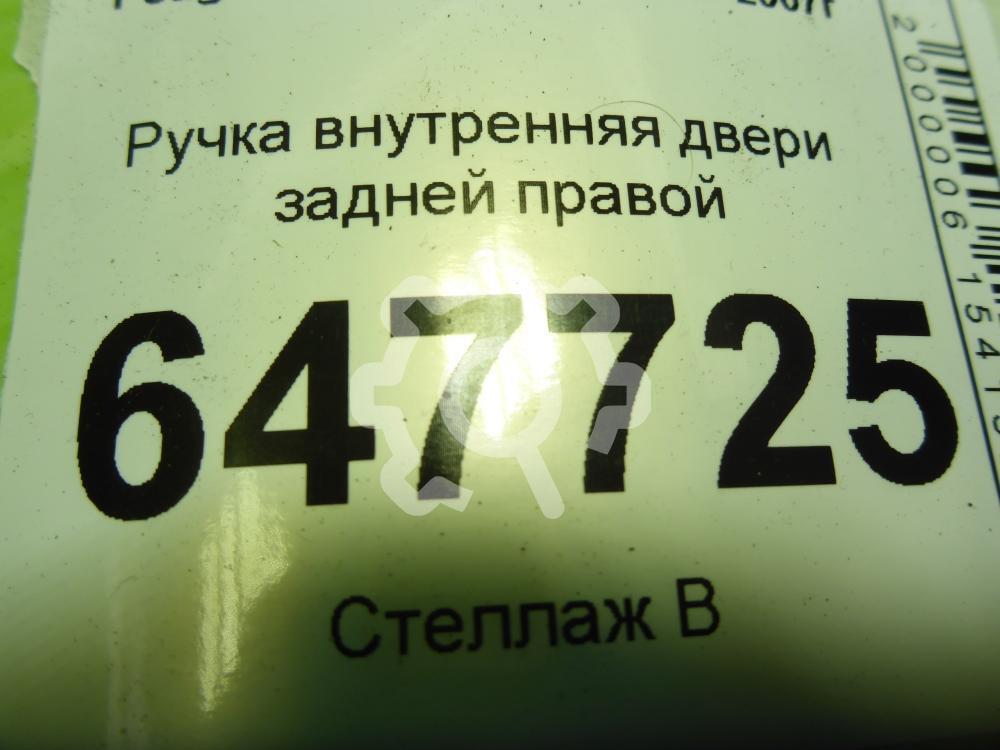 Ручка внутренняя двери
задней правой
647725
Стеллаж В